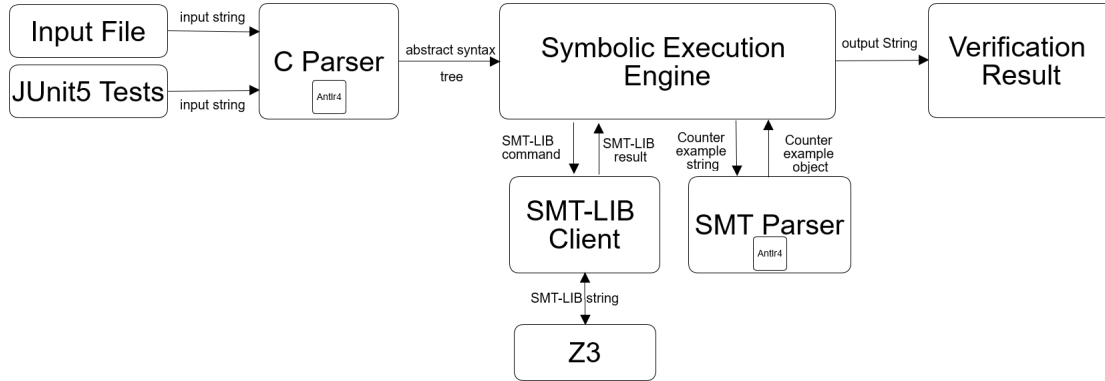 Input File
input string
JUnit5 Tests
input string
C Parser
Antlr4
abstract syntax
tree
Symbolic Execution
Engine
output String
Verification
Result
SMT-LIB
command
SMT-LIB
result
Counter
example
string
Counter
example
object
SMT-LIB
Client
SMT Parser
Antlr4
SMT-LIB string
Z3